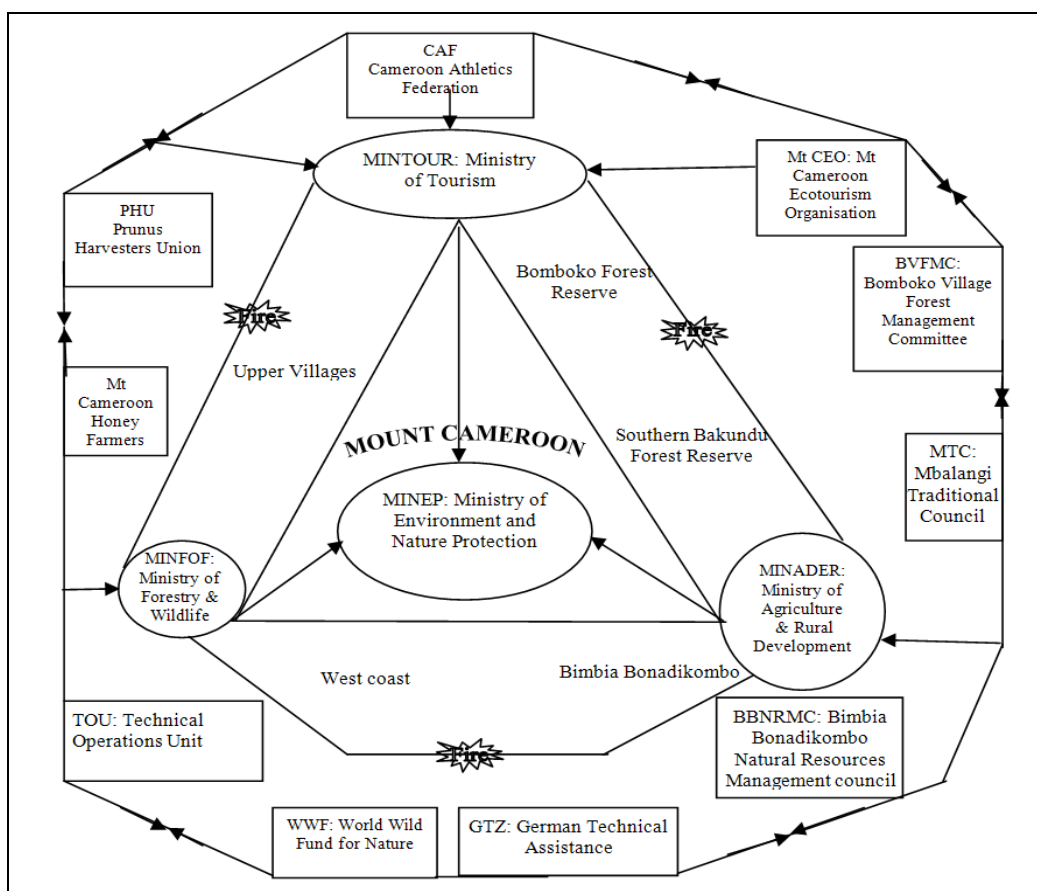 CAF
Cameroon Athletics
Federation
MINTOUR: Ministry
of Tourism
Mt CEO: Mt
Cameroon
Ecotourism
Organisation
PHU
Prunus
Harvesters Union
Bomboko Forest
Reserve
BVFMC:
Bomboko Village
Forest
Management
Committee
Fire
Fire
Upper Villages
Mt
Cameroon
Honey
Farmers
MOUNT CAMEROON
Southern Bakundu
Forest Reserve
MTC:
Mbalangi
Traditional
Council
MINEP: Ministry of
Environment and
Nature Protection
MINFOF:
Ministry of
Forestry &
Wildlife
MINADER:
Ministry of
Agriculture
& Rural
Development
West coast
Bimbia Bonadikombo
TOU: Technical
Operations Unit
BBNRMC: Bimbia
Bonadikombo
Natural Resources
Management council
Fire
WWF: World Wild
Fund for Nature
GTZ: German Technical
Assistance